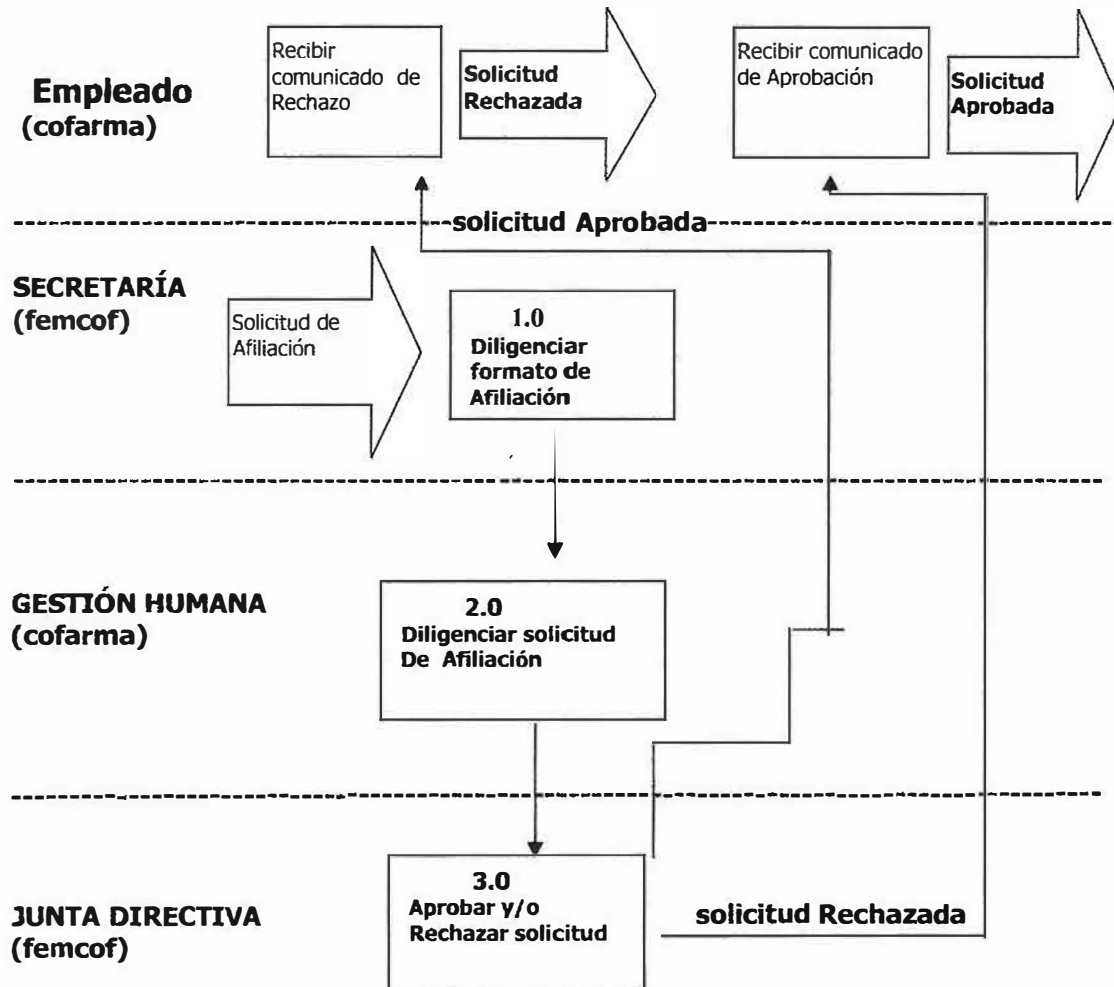 Empleado
(cofarma)
Recibir
comunicado de
Rechazo
Solicitud
Rechazada
Recibir comunicado
de Aprobación
Solicitud
Aprobada
solicitud Aprobada
SECRETARÍA
(femcof)
Solicitud de
Afiliación
1.0
Diligenciar
formato de
Afiliación
GESTIÓN HUMANA
(cofarma)
2.0
Diligenciar solicitud
De Afiliación
JUNTA DIRECTIVA
(femcof)
3.0
Aprobar y/o
Rechazar solicitud
solicitud Rechazada